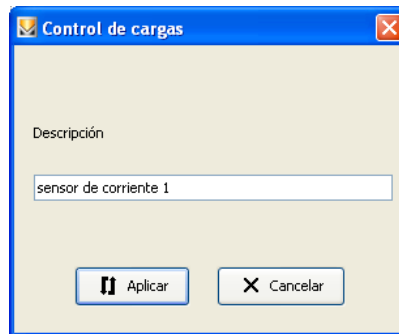 Control de cargas
Descripción
sensor de corriente 1
Aplicar
Cancelar